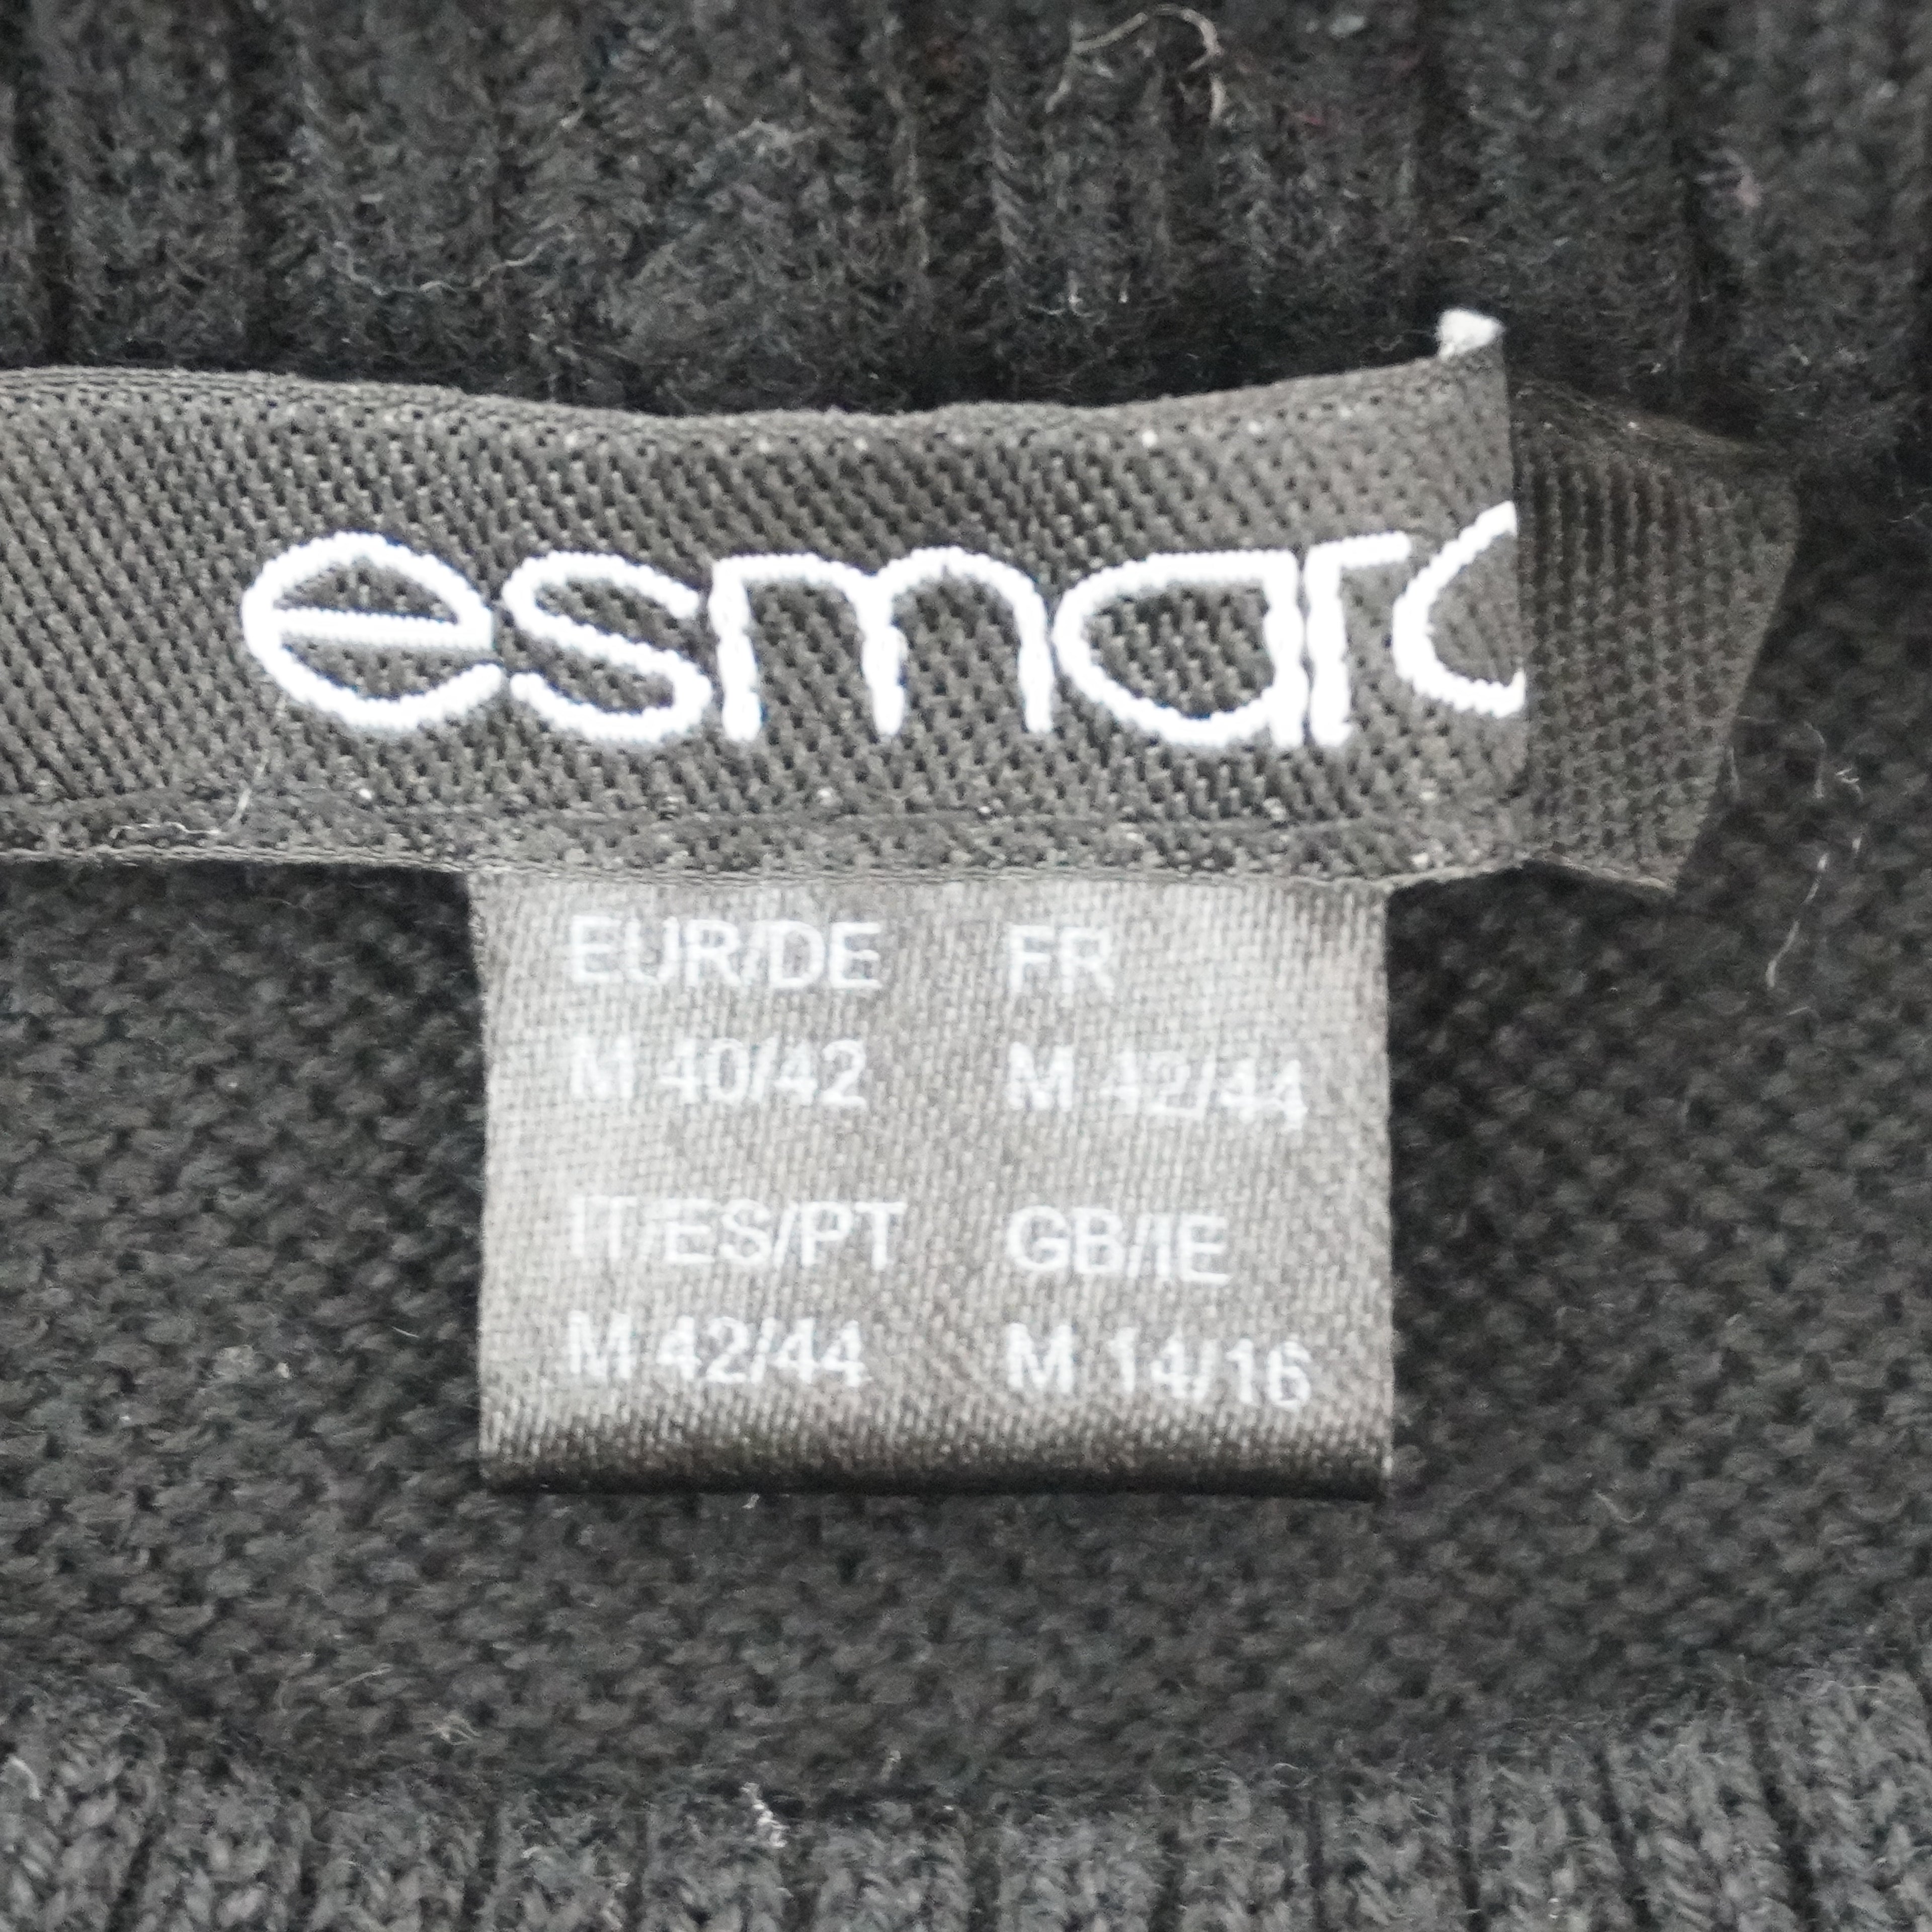 esmar
EUR/DE FR
M 40/42 M 42/44
IT/ES/PT GB/IE
M 42/44 M 14/16